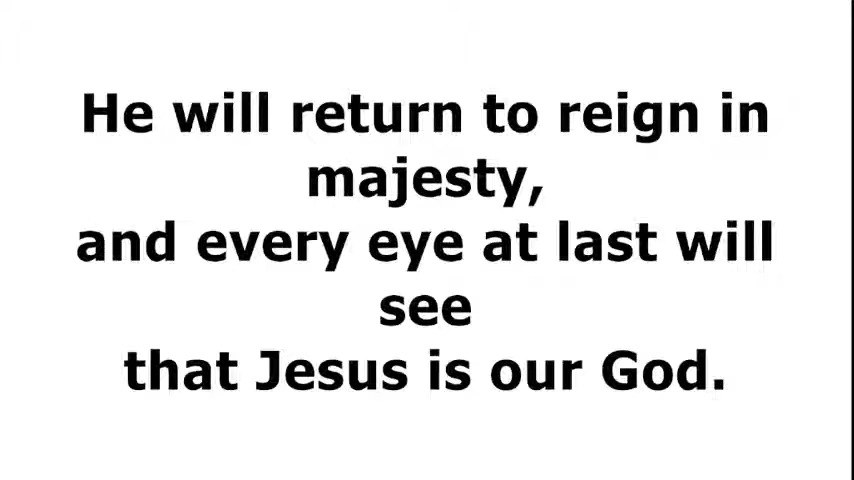 He will return to reign in
majesty,
and every eye at last will
see
that Jesus is our God.